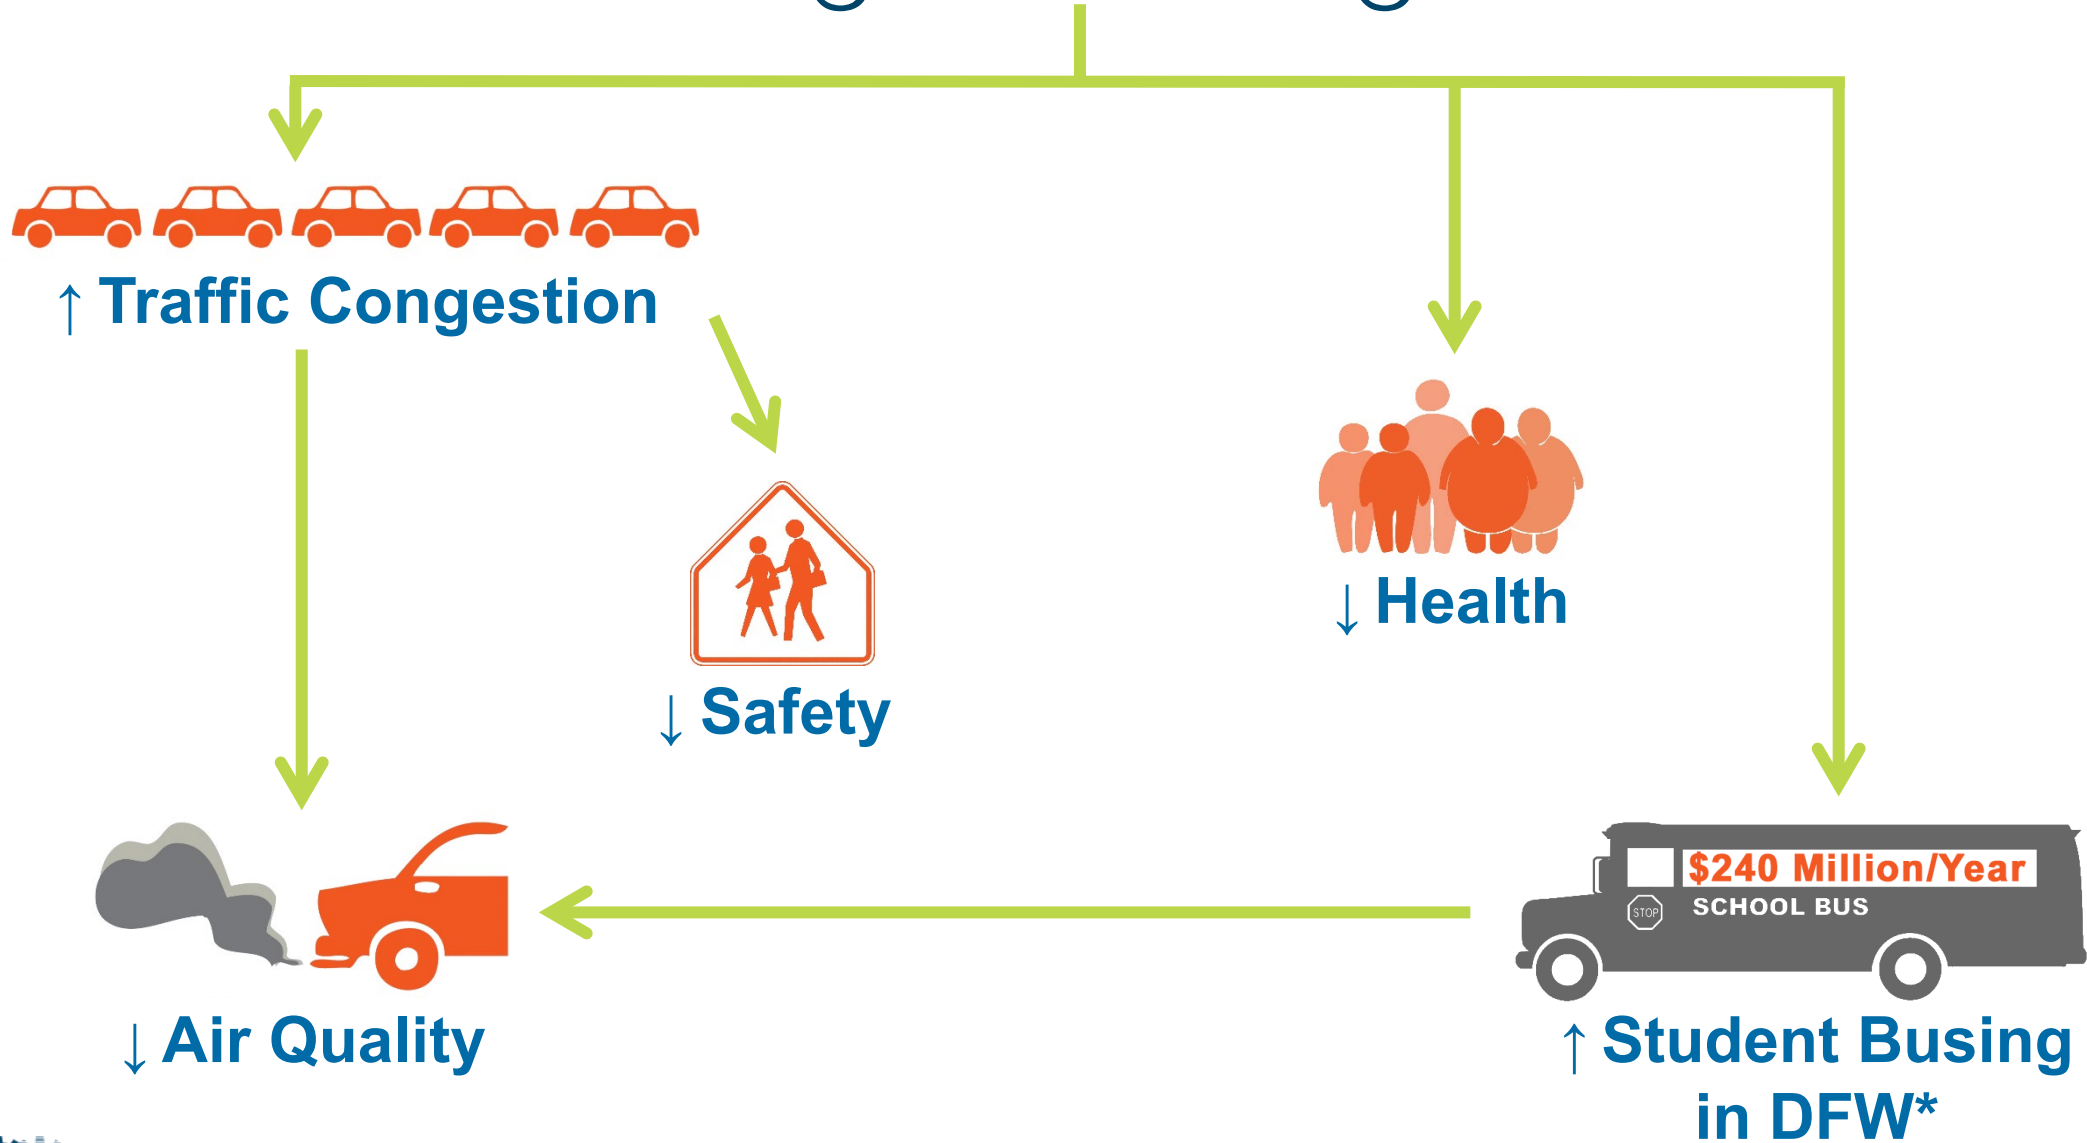 ↑ Traffic Congestion
↓ Health
↓ Safety
$240 Million/Year
STOP
SCHOOL BUS
↓ Air Quality
↑ Student Busing
in DFW*